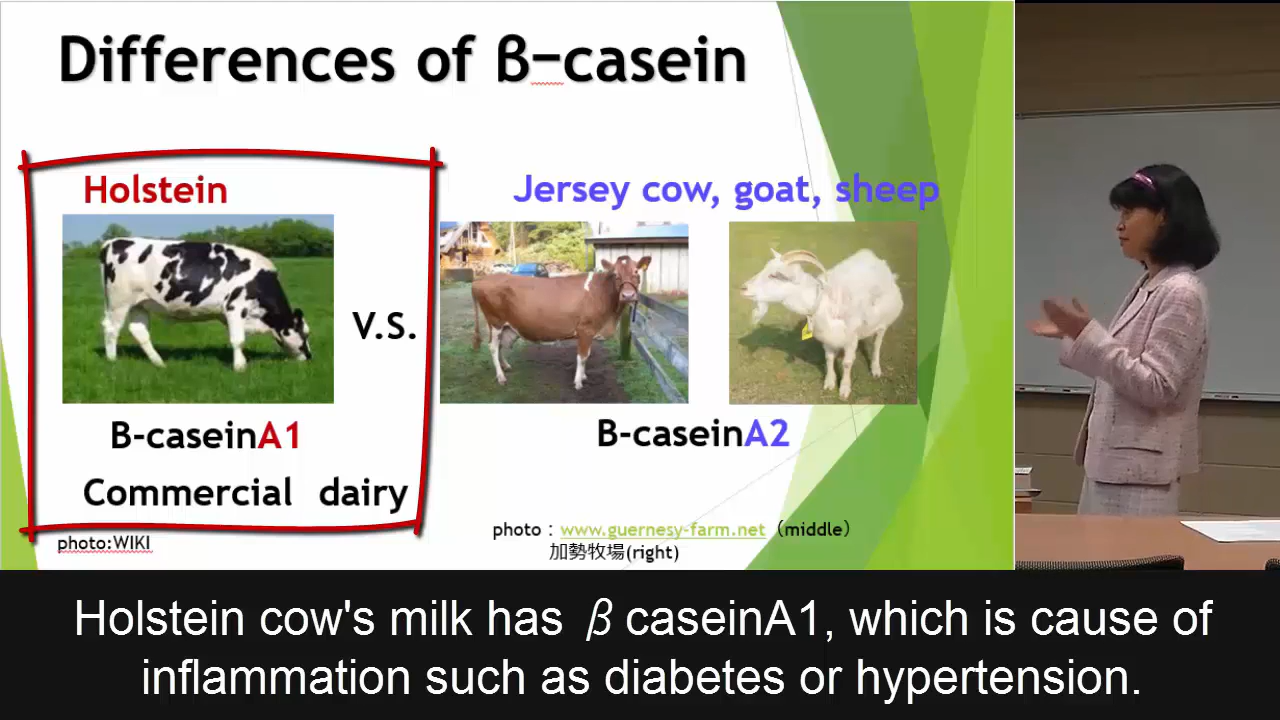 Differences of ß-casein
Holstein
Jersey cow, goat, sheep
V.S.
B-caseinA1
B-caseinA2
Commercial dairy
photo：www.guernesy-farm.net（middle）
加勢牧場(right)
photo:WIKI
Holstein cow's milk has β caseinA1, which is cause of
inflammation such as diabetes or hypertension.